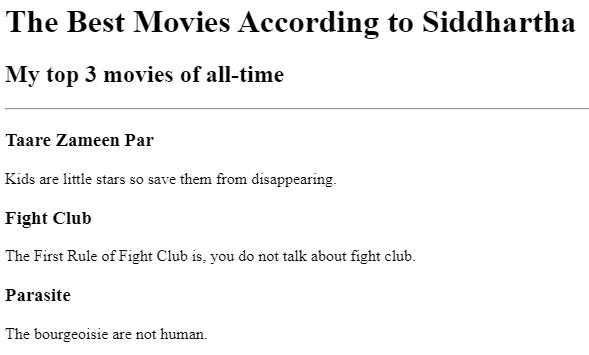 The Best Movies According to Siddhartha
My top 3 movies of all-time
Taare Zameen Par
Kids are little stars so save them from disappearing.
Fight Club
The First Rule of Fight Club is, you do not talk about fight club.
Parasite
The bourgeoisie are not human.